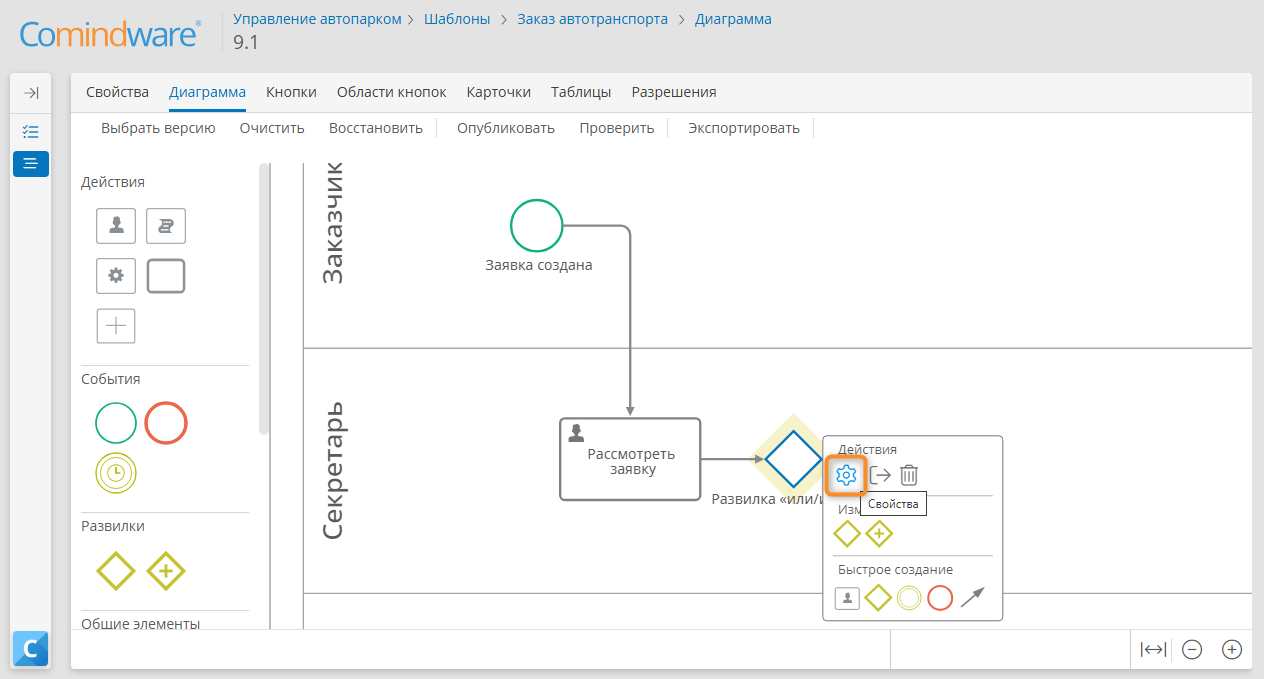 Comindware®
Управление автопарком > Шаблоны > Заказ автотранспорта > Диаграмма
9.1
Свойства Диаграмма Кнопки Области кнопок Карточки Таблицы Разрешения
Выбрать версию Очистить Восстановить Опубликовать Проверить Экспортировать
Действия
События
Развилки
Общие элементы
Заказчик
Заявка создана
Секретарь
Рассмотреть
заявку
Развилка «или/и
Действия
Свойства
Изм
Быстрое создание
C